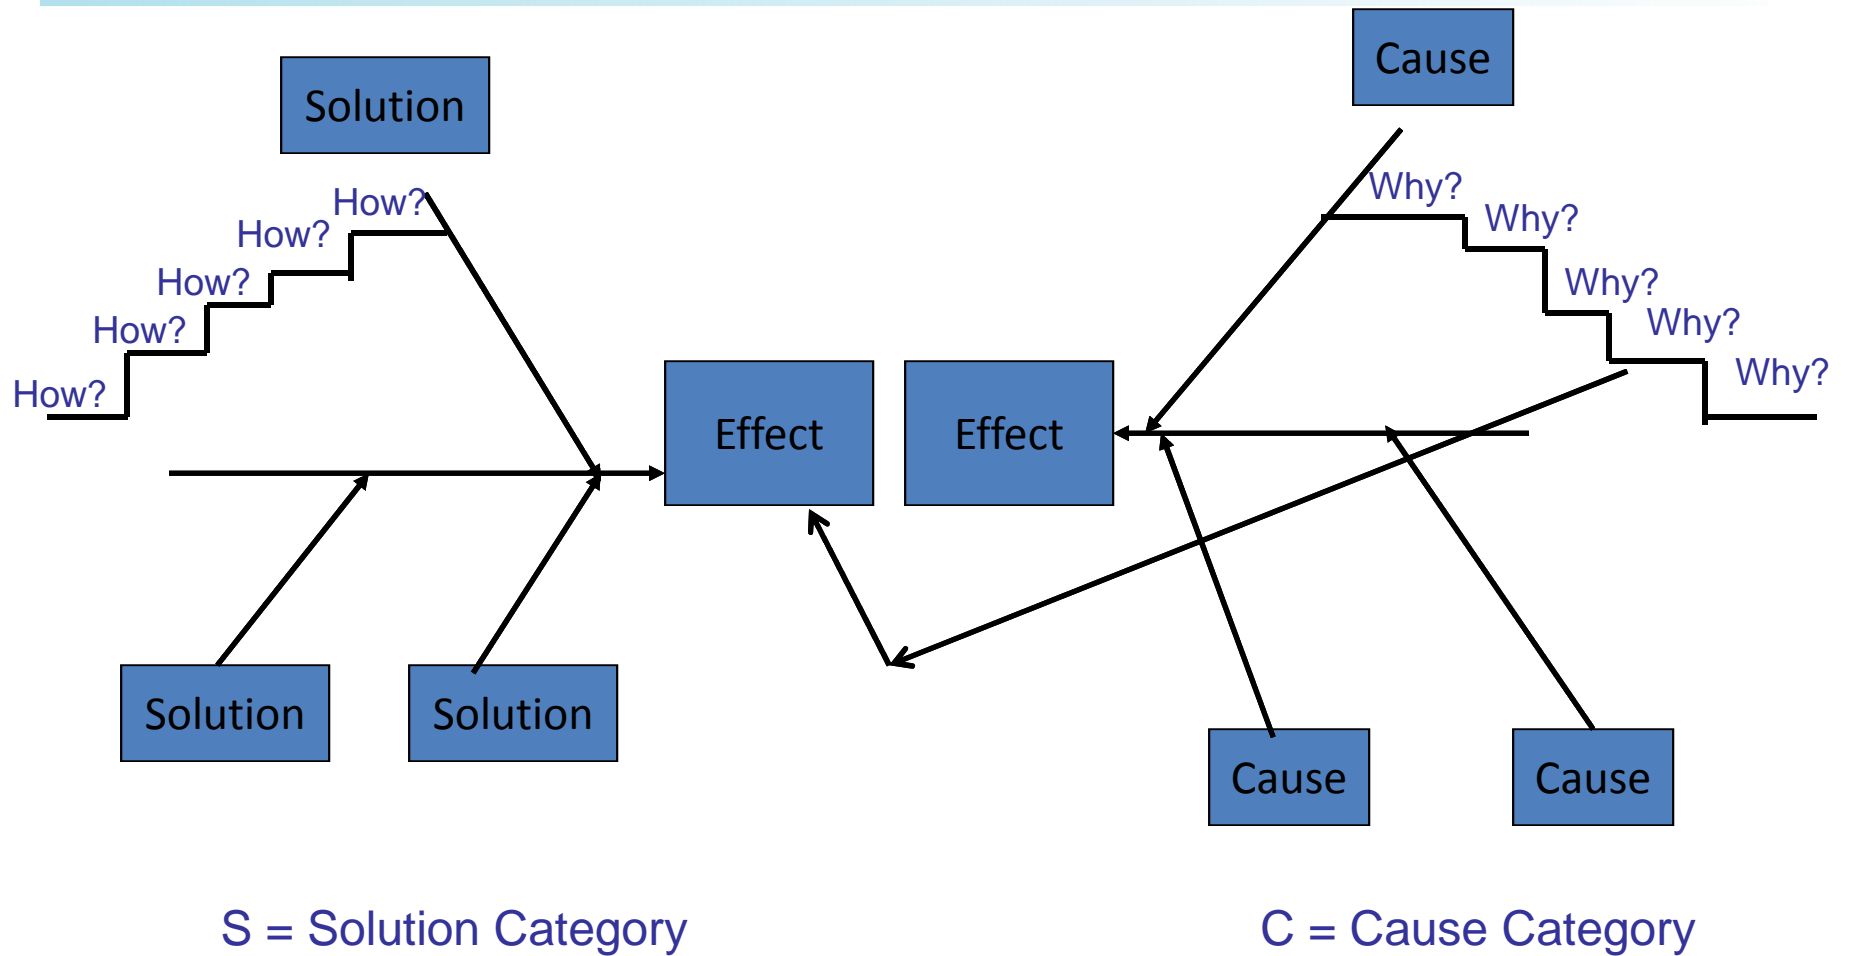 Cause
Solution
How?
How?
How?
How?
How?
Why?
Why?
Why?
Why?
Why?
Effect
Effect
Solution
Solution
Cause
Cause
S = Solution Category
C = Cause Category